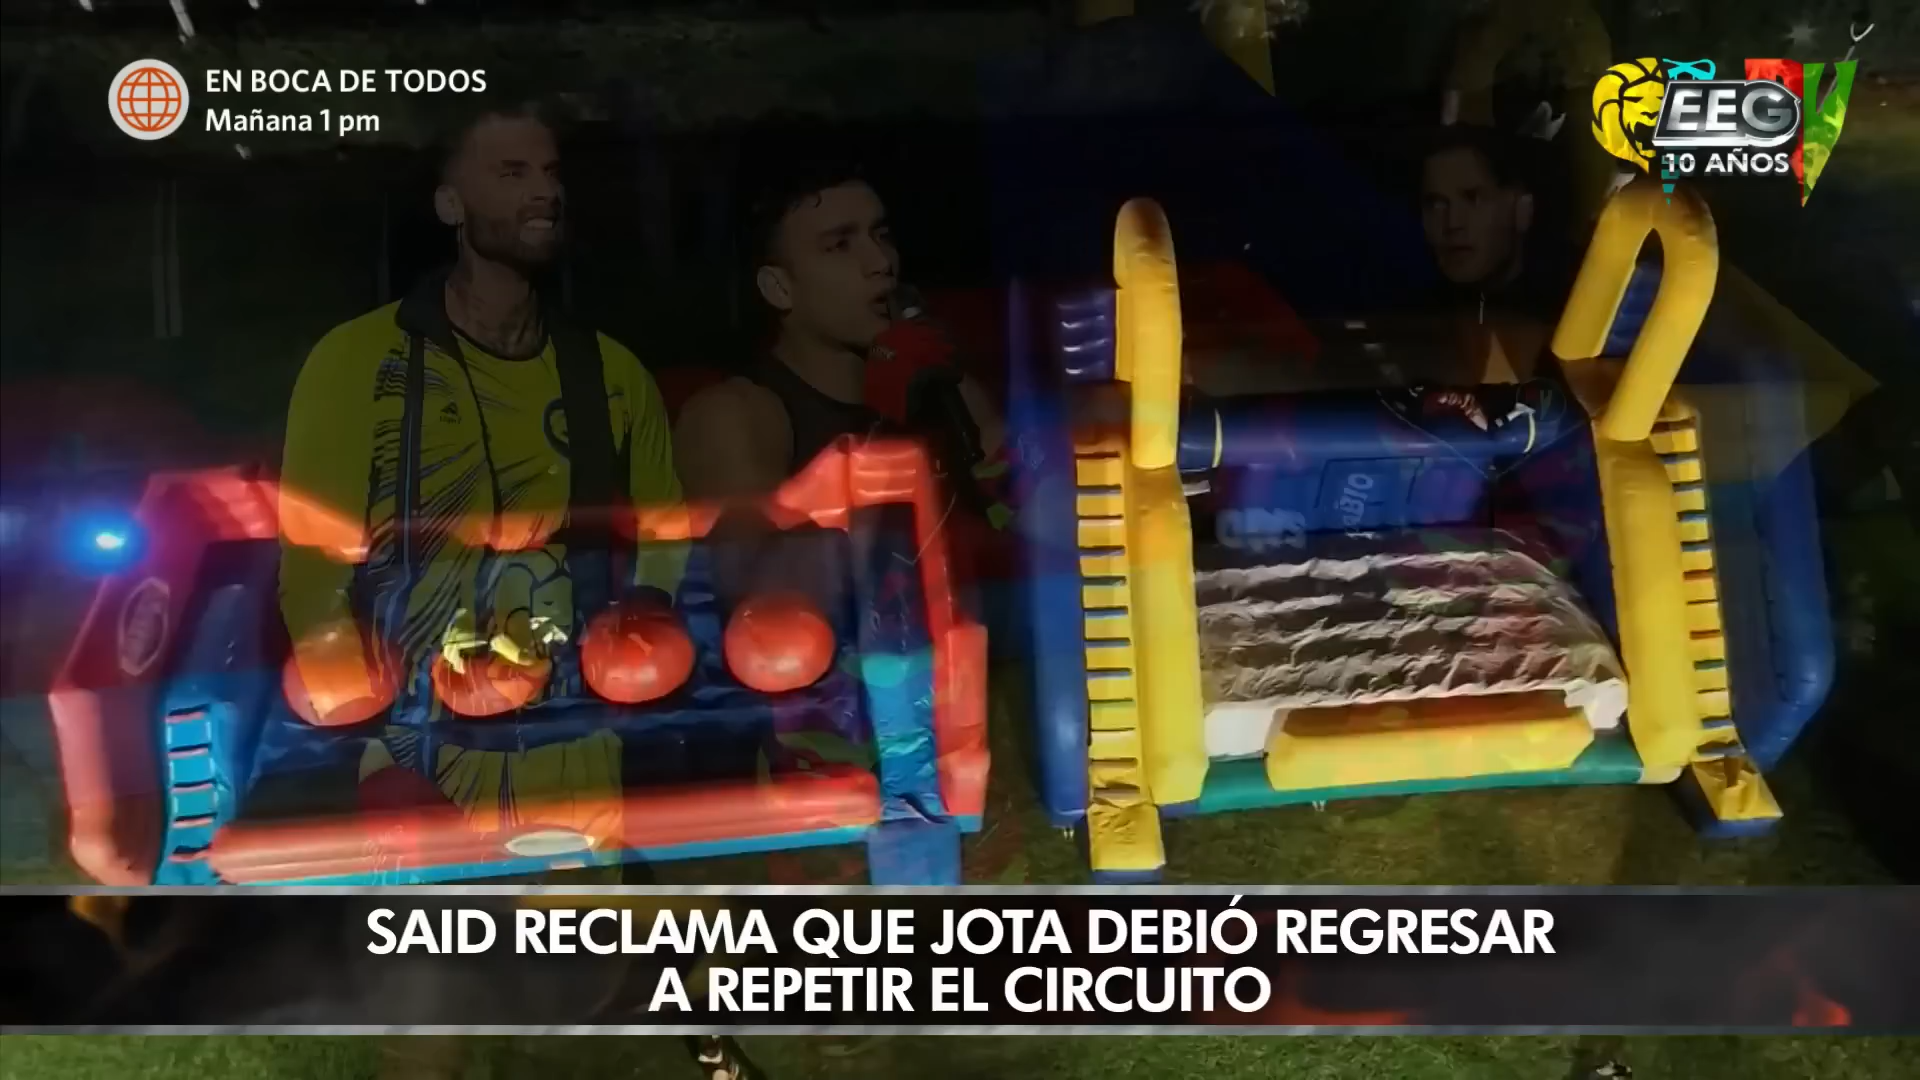 EN BOCA DE TODOS
Mañana 1 pm
EEG
10 AÑOS
FABIO
SAID RECLAMA QUE JOTA DEBIÓ REGRESAR
A REPETIR EL CIRCUITO